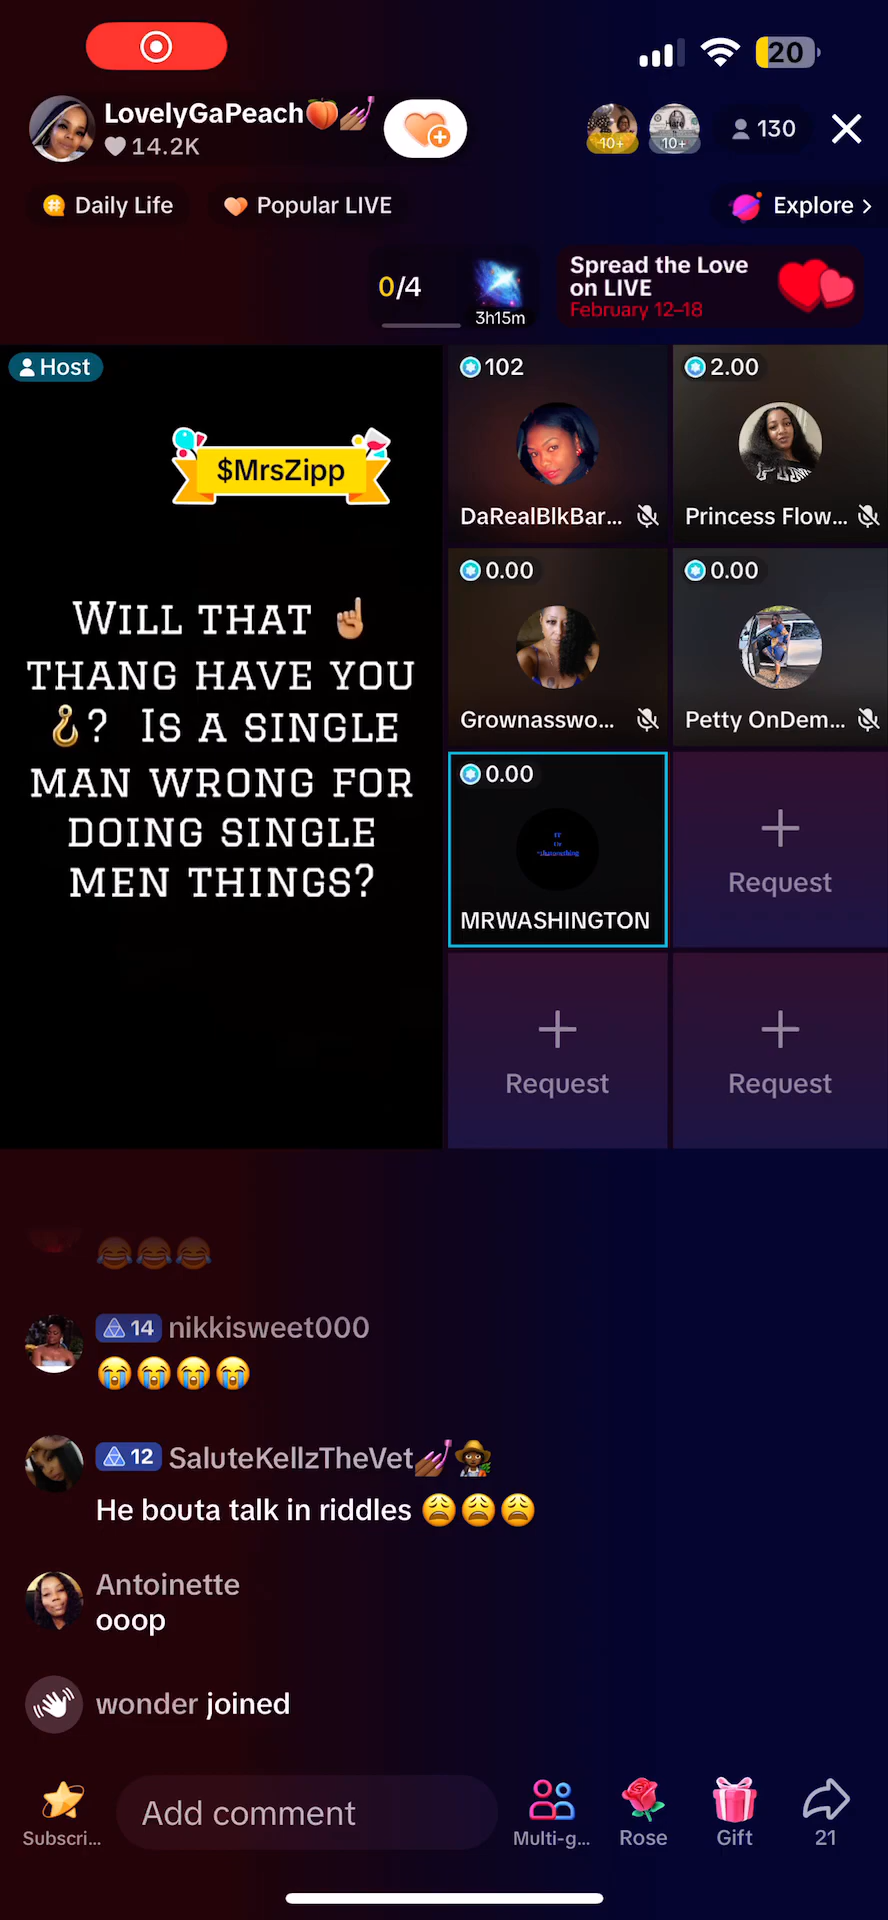 20
LovelyGaPeach🍑💅🏾
14.2K
10+
10+
130
Daily Life
Popular LIVE
Explore >
0/4
3h15m
Spread the Love
on LIVE
February 12–18
Host
$MrsZipp
WILL THAT ☝🏽
THANG HAVE YOU
🪝? IS A SINGLE
MAN WRONG FOR
DOING SINGLE
MEN THINGS?
102
DaRealBlkBar...
2.00
Princess Flow...
0.00
Grownasswo...
0.00
Petty OnDem...
0.00
MRWASHINGTON
Request
Request
Request
😂😂😂
14 nikkisweet000
😭😭😭😭
12 SaluteKellzTheVet💅🏾👩🏾‍🌾
He bouta talk in riddles 😩😩😩
Antoinette
ooop
wonder joined
Subscri...
Add comment
Multi-g...
Rose
Gift
21